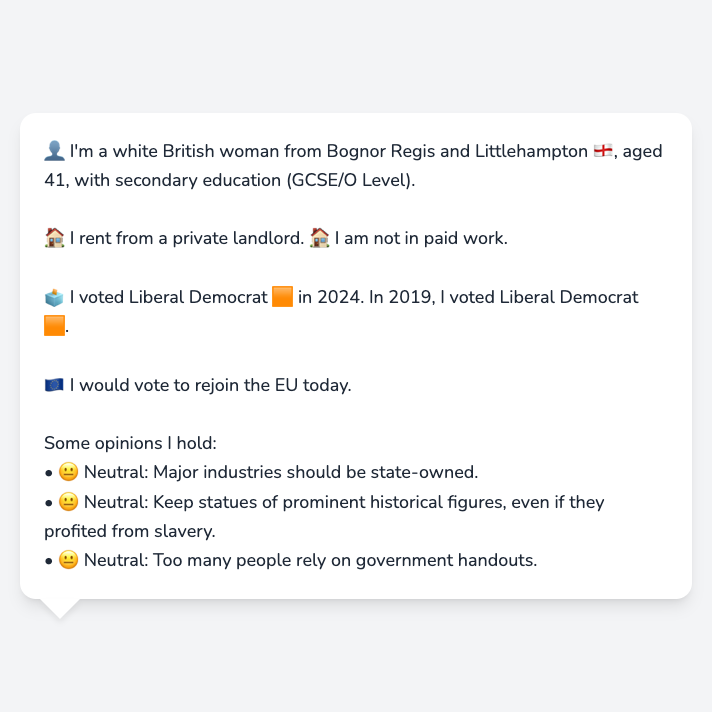 👤 I'm a white British woman from Bognor Regis and Littlehampton 🏴󠁧󠁢󠁥󠁮󠁧󠁿, aged
41, with secondary education (GCSE/O Level).
🏠 I rent from a private landlord. 🏠 I am not in paid work.
🗳️ I voted Liberal Democrat 🟧 in 2024. In 2019, I voted Liberal Democrat
🟧.
🇪🇺 I would vote to rejoin the EU today.
Some opinions I hold:
• 😐 Neutral: Major industries should be state-owned.
• 😐 Neutral: Keep statues of prominent historical figures, even if they
profited from slavery.
• 😐 Neutral: Too many people rely on government handouts.